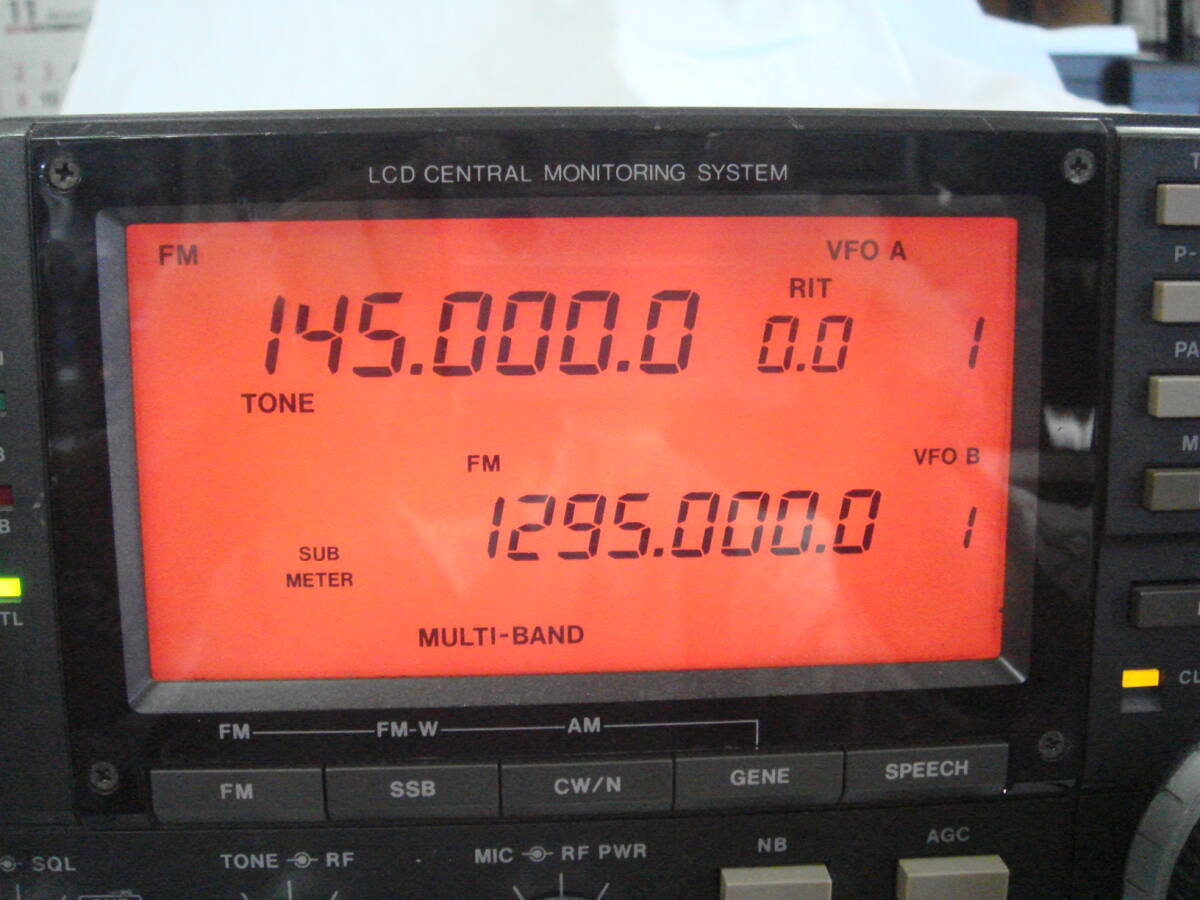 11
LCD CENTRAL MONITORING SYSTEM
FM VFO A
RIT
145.000.0 0.0 1
TONE
FM VFO B
1295.000.0 1
SUB
METER
MULTI-BAND
FM FM-W AM
FM SSB CW/N GENE SPEECH
SQL TONE RF MIC RF PWR NB AGC